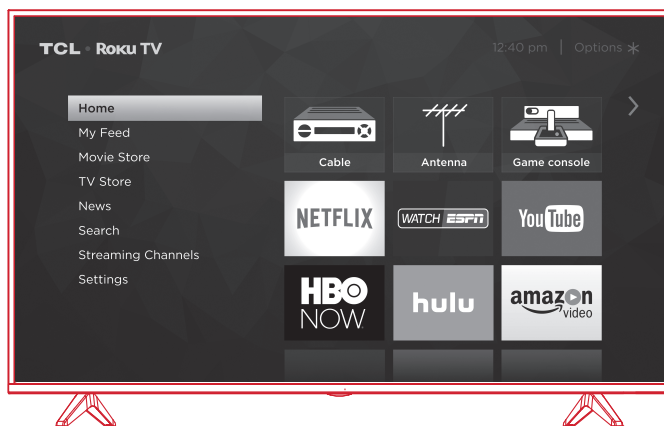 TCL • Roku TV
12:40 pm | Options
Home
My Feed
Movie Store
TV Store
News
Search
Streaming Channels
Settings
Cable
Antenna
Game console
NETFLIX
WATCH ESPN
YouTube
HBO
NOW
hulu
amazon
video